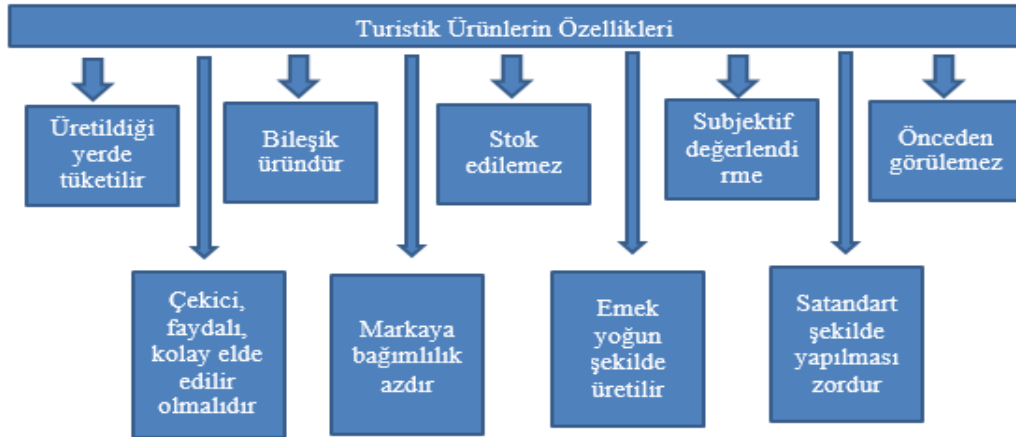 Turistik Ürünlerin Özellikleri
Üretildiği
yerde
tüketilir
Bileşik
üründür
Stok
edilemez
Subjektif
değerlendi
rme
Önceden
görülemez
Çekici,
faydalı,
kolay elde
edilir
olmalıdır
Markaya
bağımlılık
azdır
Emek
yoğun
şekilde
üretilir
Satandart
şekilde
yapılması
zordur